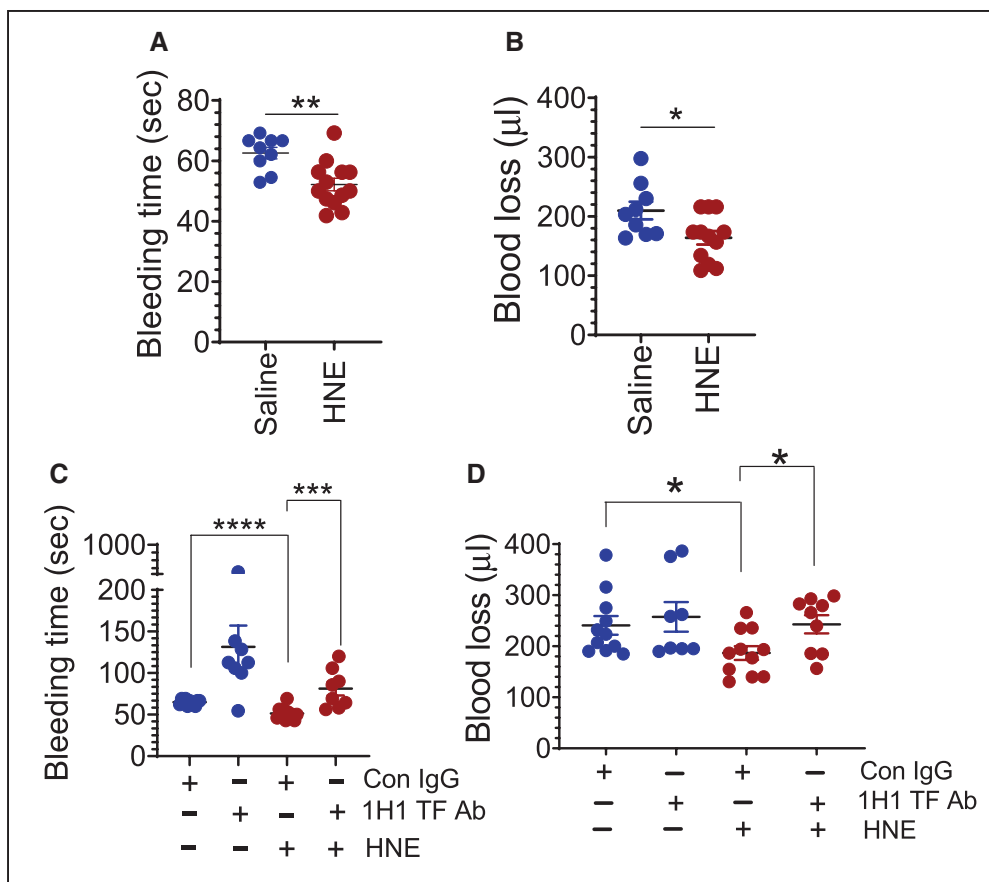 A
Bleeding time (sec)
80
60
40
20
0
**
Saline
HNE
B
Blood loss (μl)
400
300
200
100
0
*
Saline
HNE
C
Bleeding time (sec)
1000
200
150
100
50
0
****
***
+ - + - Con IgG
- + - + 1H1 TF Ab
- - + + HNE
D
Blood loss (μl)
400
300
200
100
0
*
*
+ - + - Con IgG
- + - + 1H1 TF Ab
- - + + HNE